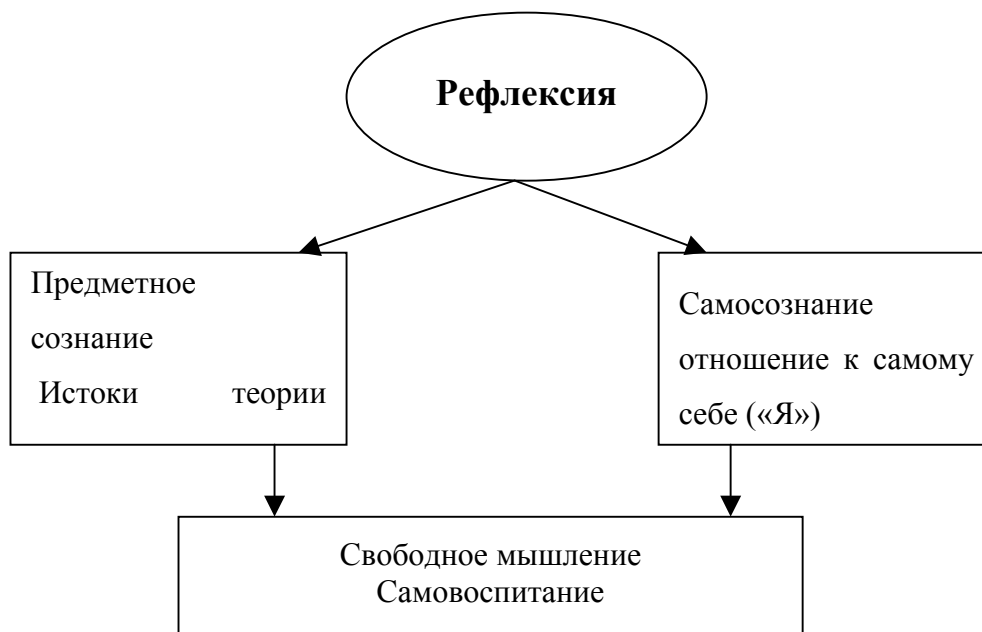 Рефлексия
Предметное
сознание
Истоки теории
Самосознание
отношение к самому
себе («Я»)
Свободное мышление
Самовоспитание